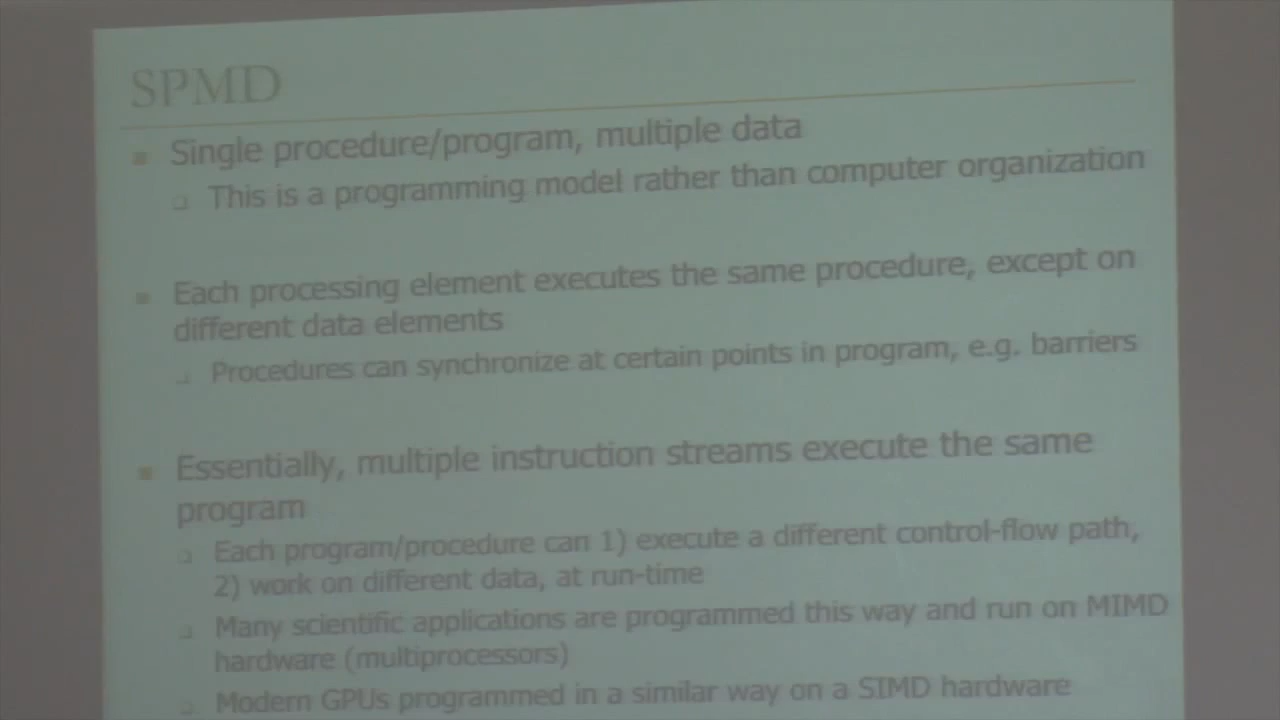 SPMD
Single procedure/program, multiple data
This is a programming model rather than computer organization
Each processing element executes the same procedure, except on
different data elements
Procedures can synchronize at certain points in program, e.g. barriers
Essentially, multiple instruction streams execute the same
program
Each program/procedure can 1) execute a different control-flow path,
2) work on different data, at run-time
Many scientific applications are programmed this way and run on MIMD
hardware (multiprocessors)
Modern GPUs programmed in a similar way on a SIMD hardware